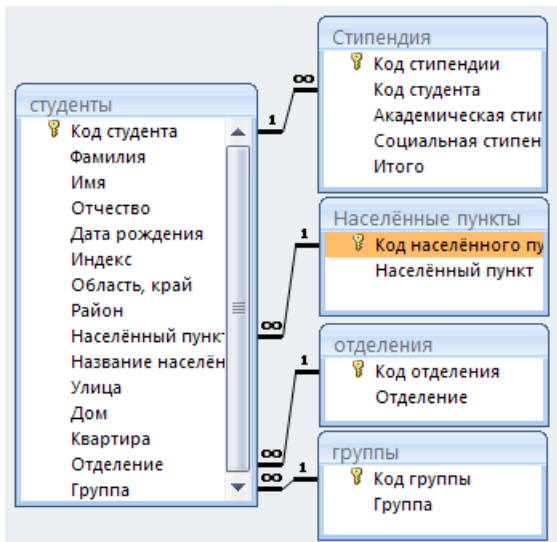 студенты
Код студента
Фамилия
Имя
Отчество
Дата рождения
Индекс
Область, край
Район
Населённый пункт
Название населён
Улица
Дом
Квартира
Отделение
Группа
1
∞
Стипендия
Код стипендии
Код студента
Академическая стип
Социальная стипен
Итого
1
∞
Населённые пункты
Код населённого пу
Населённый пункт
1
∞
отделения
Код отделения
Отделение
1
∞
группы
Код группы
Группа